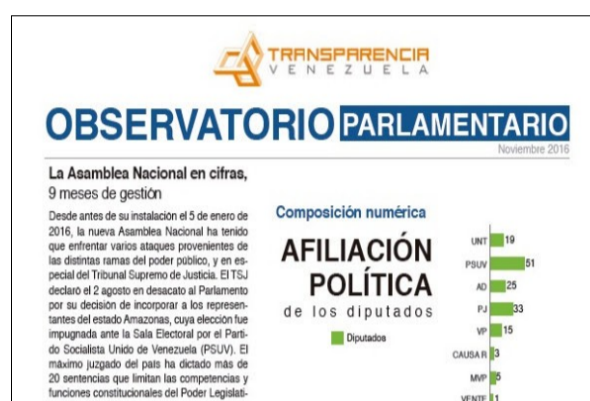 TRANSPARENCIA
VENEZUELA
OBSERVATORIO PARLAMENTARIO
Noviembre 2016
La Asamblea Nacional en cifras,
9 meses de gestión
Desde antes de su instalación el 5 de enero de
2016, la nueva Asamblea Nacional ha tenido
que enfrentar varios ataques provenientes de
las distintas ramas del poder público, y en es-
pecial del Tribunal Supremo de Justicia. El TSJ
declaró el 2 agosto en desacato al Parlamento
por su decisión de incorporar a los represen-
tantes del estado Amazonas, cuya elección fue
impugnada ante la Sala Electoral por el Parti-
do Socialista Unido de Venezuela (PSUV). El
máximo juzgado del país ha dictado más de
20 sentencias que limitan las competencias y
funciones constitucionales del Poder Legislati-
Composición numérica
AFILIACIÓN
POLÍTICA
de los diputados
Diputados
UNT 19
PSUV 51
AD 25
PJ 33
VP 15
CAUSA R 3
MVP 5
VENTE 1